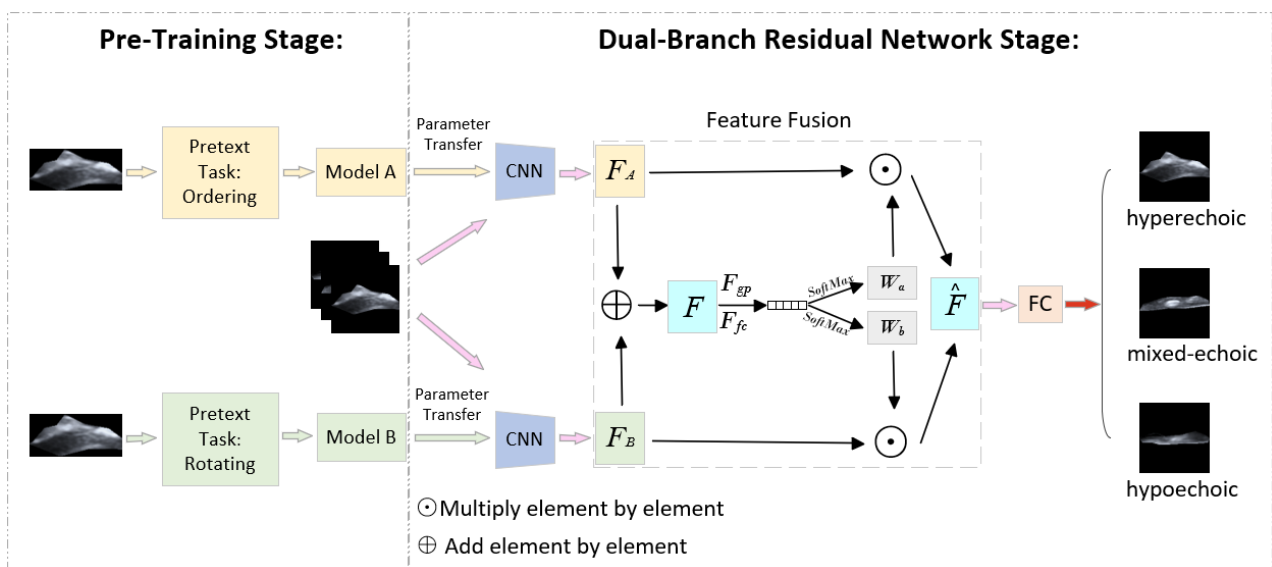 Pre-Training Stage:
Dual-Branch Residual Network Stage:
Feature Fusion
Pretext
Task:
Ordering
Model A
Parameter
Transfer
CNN
F_A
hyperechoic
F
F_gp
F_fc
SoftMax
SoftMax
W_a
W_b
F̂
FC
mixed-echoic
Pretext
Task:
Rotating
Model B
Parameter
Transfer
CNN
F_B
hypoechoic
⊙Multiply element by element
⊕ Add element by element